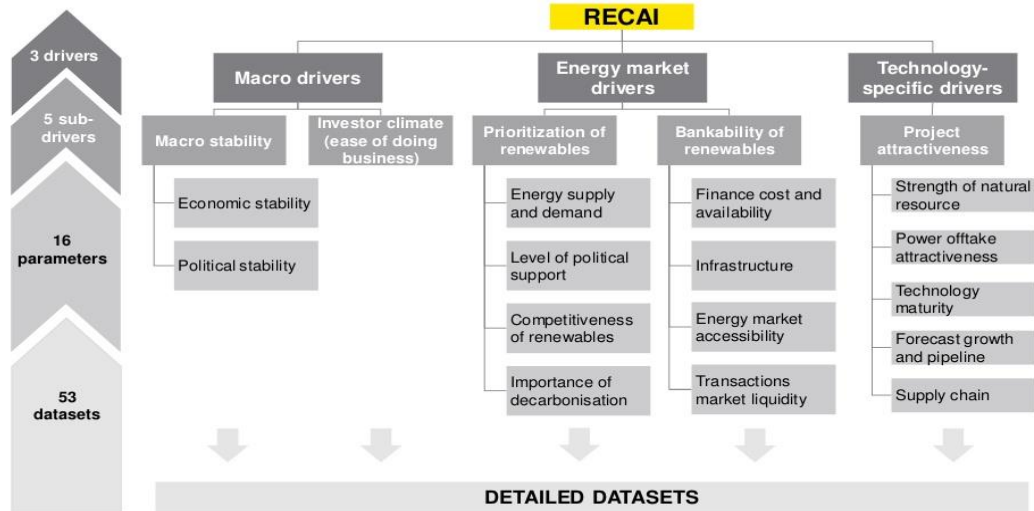 RECAI
3 drivers
Macro drivers
Energy market
drivers
Technology-
specific drivers
5 sub-
drivers
Macro stability
Investor climate
(ease of doing
business)
Prioritization of
renewables
Bankability of
renewables
Project
attractiveness
16
parameters
Economic stability
Political stability
Energy supply
and demand
Level of political
support
Competitiveness
of renewables
Importance of
decarbonisation
Finance cost and
availability
Infrastructure
Energy market
accessibility
Transactions
market liquidity
Strength of natural
resource
Power offtake
attractiveness
Technology
maturity
Forecast growth
and pipeline
Supply chain
53
datasets
DETAILED DATASETS